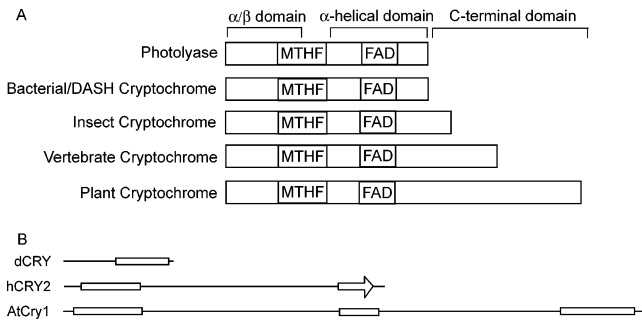 A
α/β domain α-helical domain C-terminal domain
Photolyase MTHF FAD
Bacterial/DASH Cryptochrome MTHF FAD
Insect Cryptochrome MTHF FAD
Vertebrate Cryptochrome MTHF FAD
Plant Cryptochrome MTHF FAD
B
dCRY
hCRY2
AtCry1